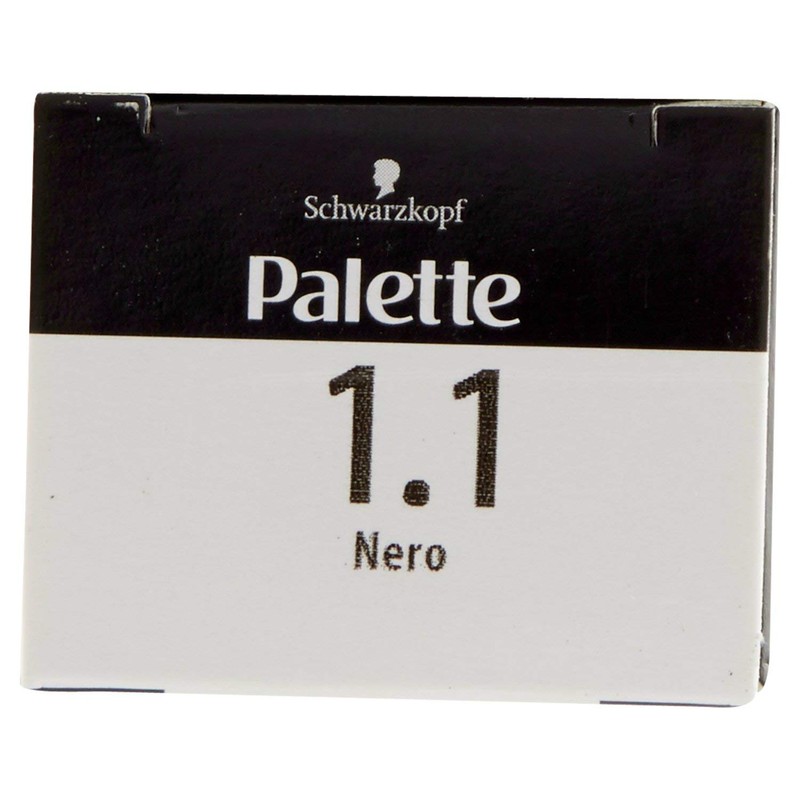 Schwarzkopf
Palette
1.1
Nero